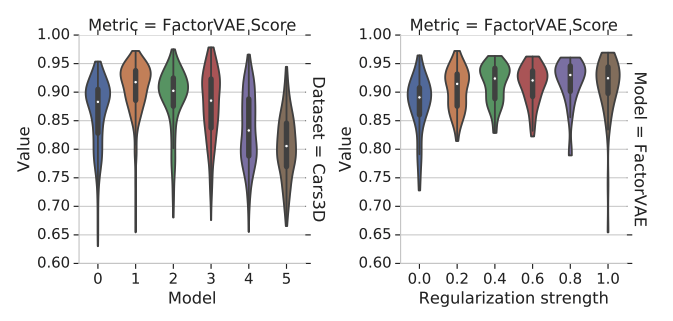 Metric = FactorVAE Score
1.00
0.95
0.90
0.85
0.80
0.75
0.70
0.65
0.60
Value
0 1 2 3 4 5
Model
Dataset = Cars3D
Metric = FactorVAE Score
1.00
0.95
0.90
0.85
0.80
0.75
0.70
0.65
0.60
Value
0.0 0.2 0.4 0.6 0.8 1.0
Regularization strength
Model = FactorVAE